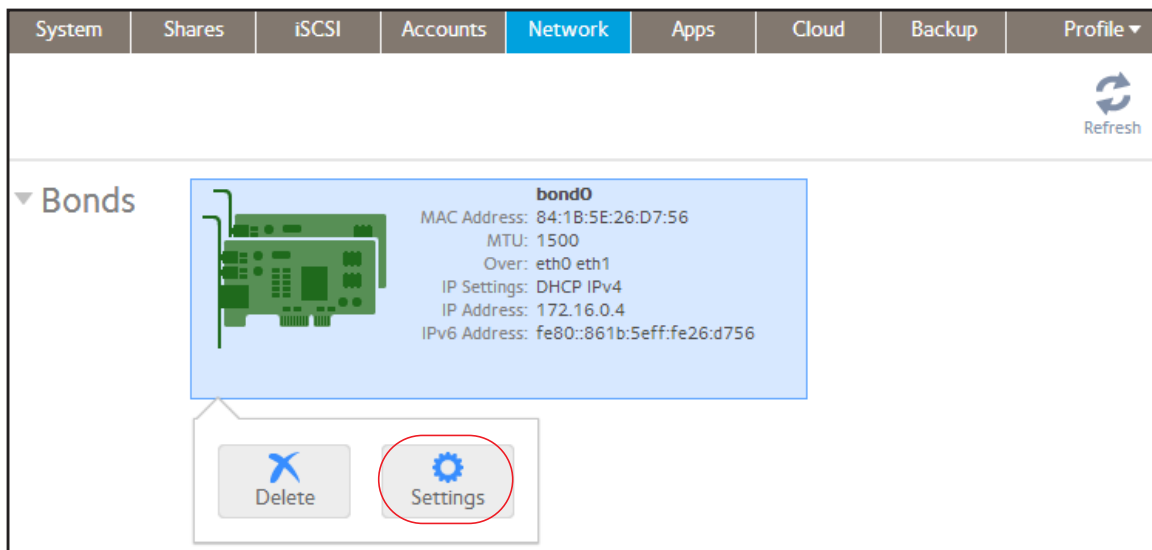 System Shares iSCSI Accounts Network Apps Cloud Backup Profile
Refresh
Bonds
bond0
MAC Address: 84:1B:5E:26:D7:56
MTU: 1500
Over: eth0 eth1
IP Settings: DHCP IPv4
IP Address: 172.16.0.4
IPv6 Address: fe80::861b:5eff:fe26:d756
Delete Settings